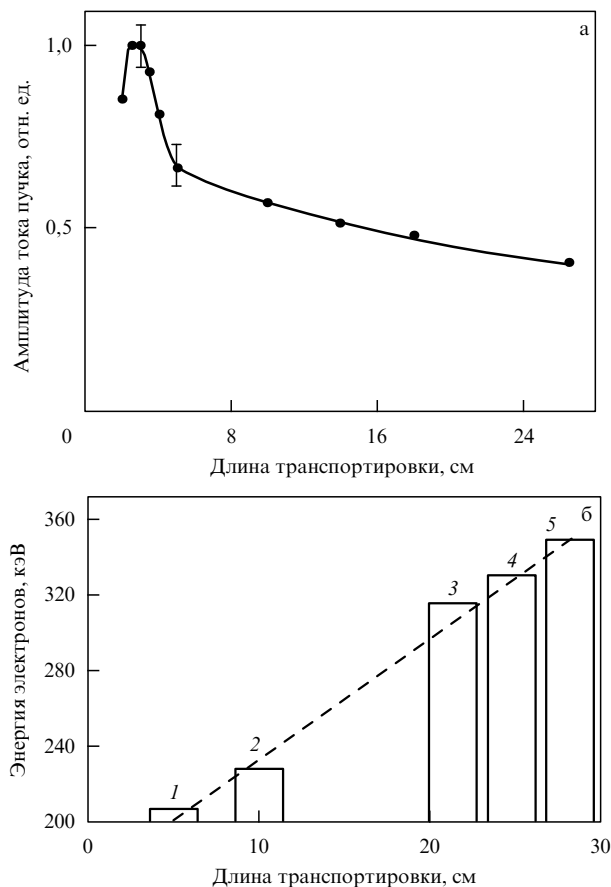 а
Амплитуда тока пучка, отн. ед.
1,0
0,5
0 8 16 24
Длина транспортировки, см
б
Энергия электронов, кэВ
360
320
280
240
200
1 2 3 4 5
0 10 20 30
Длина транспортировки, см